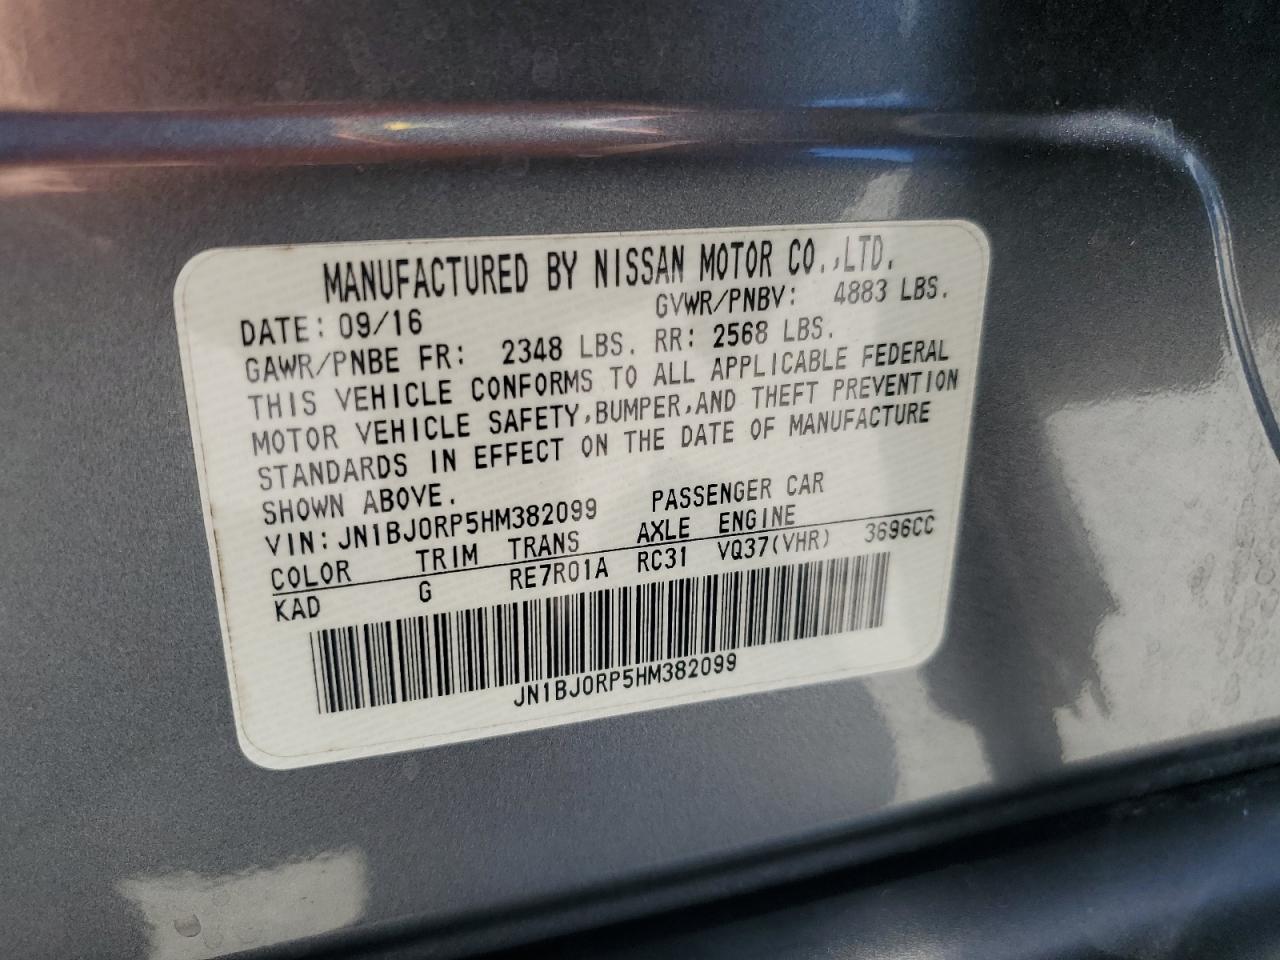 MANUFACTURED BY NISSAN MOTOR CO.,LTD.
DATE: 09/16 GVWR/PNBV: 4883 LBS.
GAWR/PNBE FR: 2348 LBS. RR: 2568 LBS.
THIS VEHICLE CONFORMS TO ALL APPLICABLE FEDERAL
MOTOR VEHICLE SAFETY,BUMPER,AND THEFT PREVENTION
STANDARDS IN EFFECT ON THE DATE OF MANUFACTURE
SHOWN ABOVE.
VIN: JN1BJ0RP5HM382099 PASSENGER CAR
COLOR TRIM TRANS AXLE ENGINE
KAD G RE7R01A RC31 VQ37(VHR) 3696CC
JN1BJ0RP5HM382099